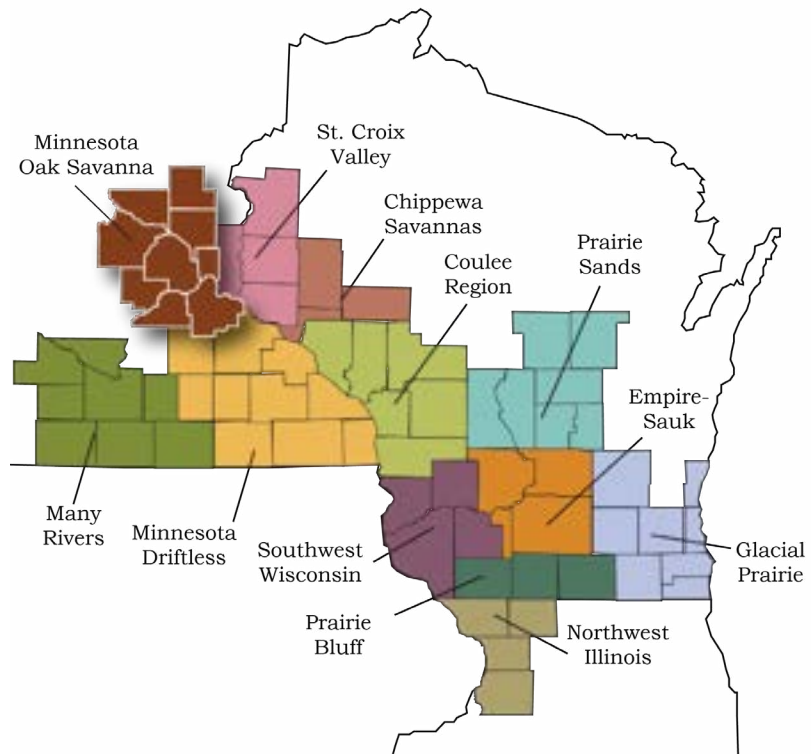 St. Croix
Valley
Minnesota
Oak Savanna
Chippewa
Savannas
Coulee
Region
Prairie
Sands
Empire-
Sauk
Many
Rivers
Minnesota
Driftless
Southwest
Wisconsin
Glacial
Prairie
Prairie
Bluff
Northwest
Illinois